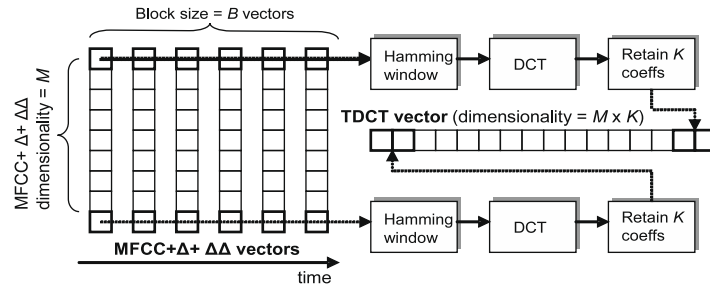 Block size = B vectors
MFCC+ Δ+ ΔΔ
dimensionality = M
Hamming
window
DCT
Retain K
coeffs
TDCT vector (dimensionality = M x K)
Hamming
window
DCT
Retain K
coeffs
MFCC+Δ+ ΔΔ vectors
time